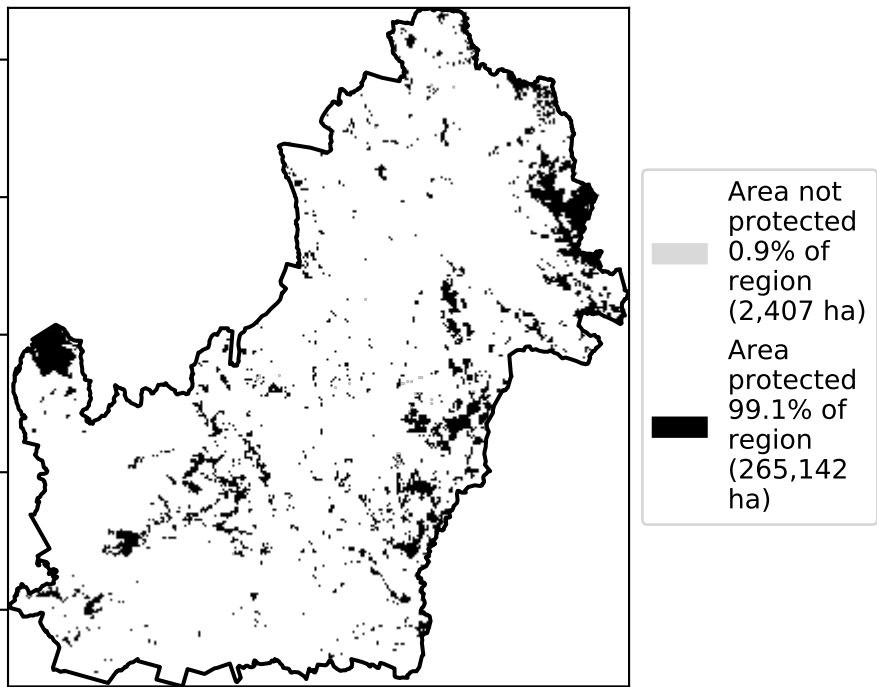 Area not
protected
0.9% of
region
(2,407 ha)
Area
protected
99.1% of
region
(265,142
ha)